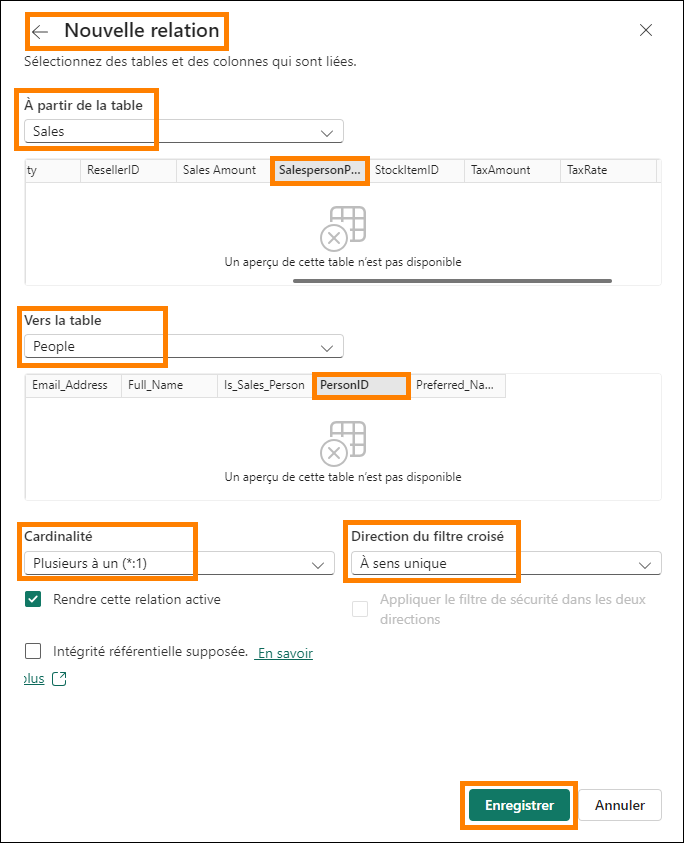 Nouvelle relation
Sélectionnez des tables et des colonnes qui sont liées.
À partir de la table
Sales
ty ResellerID Sales Amount SalespersonP... StockItemID TaxAmount TaxRate
Un aperçu de cette table n'est pas disponible
Vers la table
People
Email_Address Full_Name Is_Sales_Person PersonID Preferred_Na...
Un aperçu de cette table n'est pas disponible
Cardinalité Direction du filtre croisé
Plusieurs à un (*:1) À sens unique
Rendre cette relation active Appliquer le filtre de sécurité dans les deux
directions
Intégrité référentielle supposée. En savoir
plus
Enregistrer Annuler